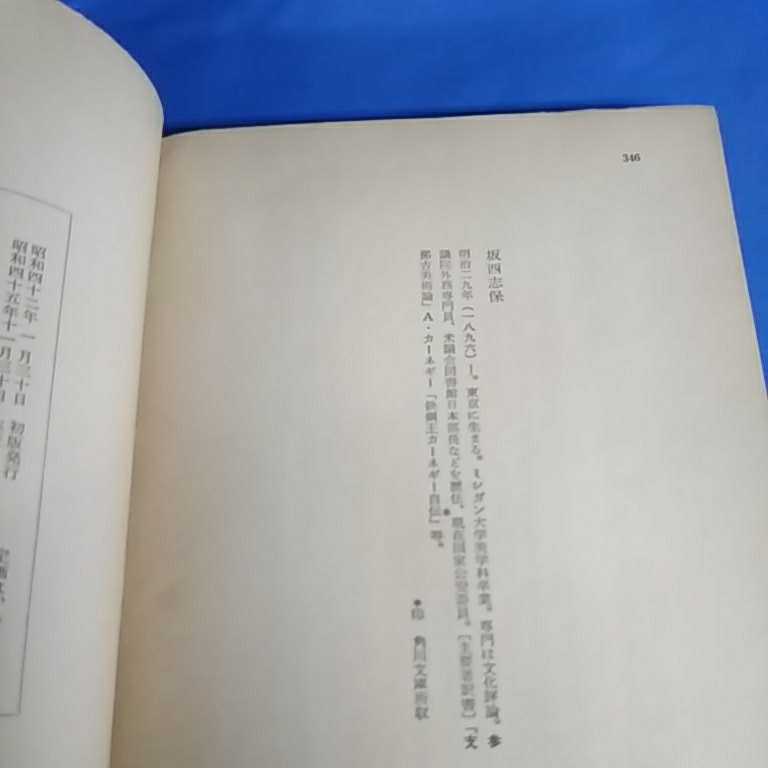 346
坂西志保
明治二九年(一八九六)―。東京に生まる。ミシガン大学美学科卒業。専門は文化評論。参
議院外務専門員、米議会図書館日本部長などを歴任、現在国家公安委員。〔主要著訳書〕「文
郎古美術論」A・カーネギー「鉄鋼王カーネギー自伝」等。
●印 角川文庫所収
昭和四十二年 一月三十日 初版発行
昭和四十五年十一月三十日